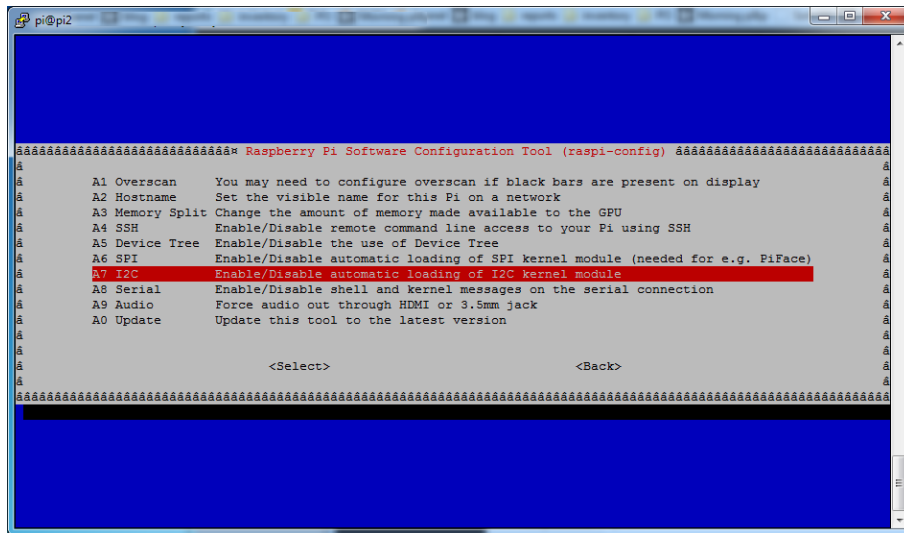 pi@pi2
Raspberry Pi Software Configuration Tool (raspi-config)
A1 Overscan You may need to configure overscan if black bars are present on display
A2 Hostname Set the visible name for this Pi on a network
A3 Memory Split Change the amount of memory made available to the GPU
A4 SSH Enable/Disable remote command line access to your Pi using SSH
A5 Device Tree Enable/Disable the use of Device Tree
A6 SPI Enable/Disable automatic loading of SPI kernel module (needed for e.g. PiFace)
A7 I2C Enable/Disable automatic loading of I2C kernel module
A8 Serial Enable/Disable shell and kernel messages on the serial connection
A9 Audio Force audio out through HDMI or 3.5mm jack
A0 Update Update this tool to the latest version
<Select> <Back>